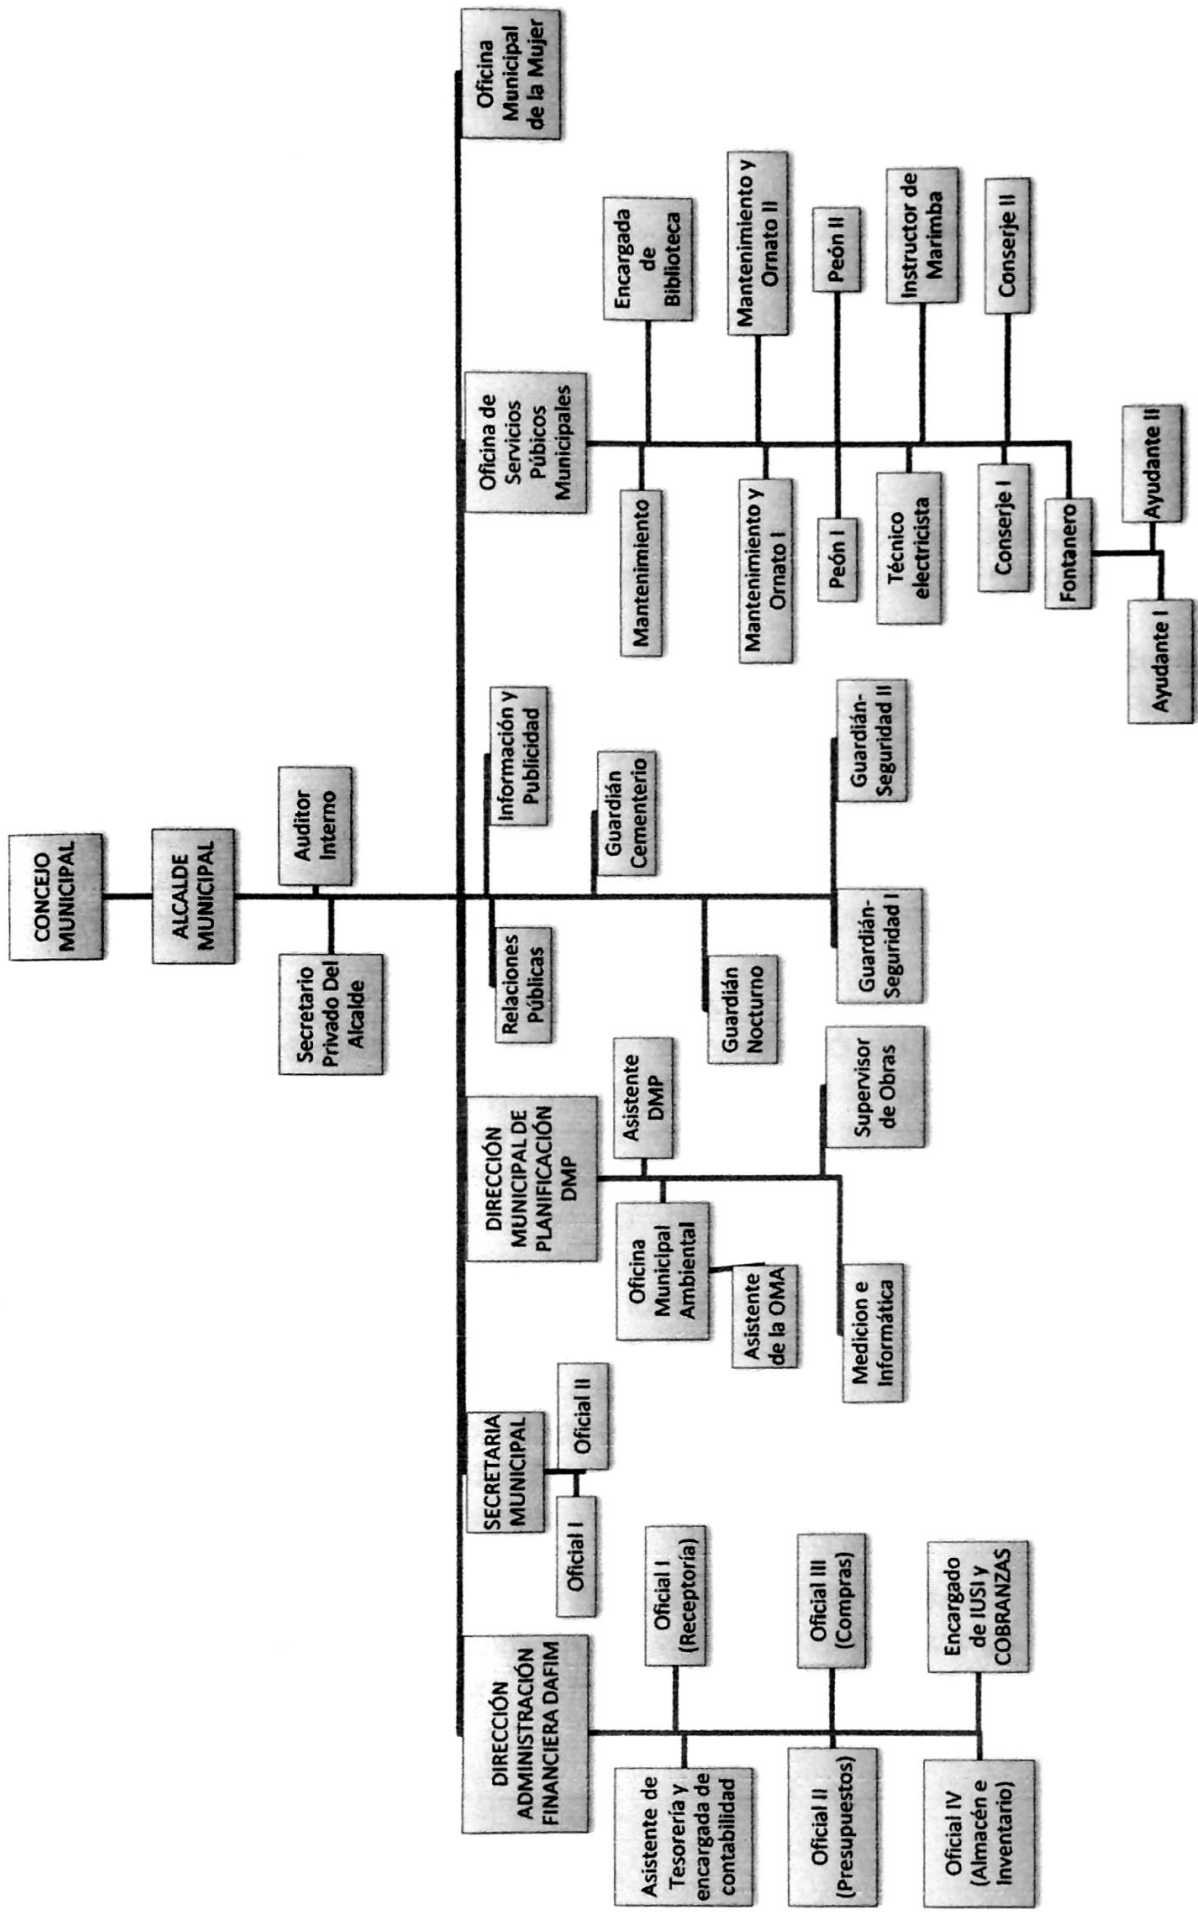 CONCEJO
MUNICIPAL
ALCALDE
MUNICIPAL
Secretario
Privado Del
Alcalde
Auditor
Interno
DIRECCIÓN
ADMINISTRACIÓN
FINANCIERA DAFIM
Asistente de
Tesorería y
encargada de
contabilidad
Oficial I
(Receptoría)
Oficial II
(Presupuestos)
Oficial III
(Compras)
Oficial IV
(Almacén e
Inventario)
Encargado
de IUSI y
COBRANZAS
SECRETARIA
MUNICIPAL
Oficial I
Oficial II
DIRECCIÓN
MUNICIPAL DE
PLANIFICACIÓN
DMP
Asistente
DMP
Oficina
Municipal
Ambiental
Asistente
de la OMA
Medicion e
Informática
Supervisor
de Obras
Relaciones
Públicas
Información y
Publicidad
Guardián
Cementerio
Guardián
Nocturno
Guardián-
Seguridad I
Guardián-
Seguridad II
Oficina de
Servicios
Púbicos
Municipales
Mantenimiento
Encargada
de
Biblioteca
Mantenimiento y
Ornato I
Mantenimiento y
Ornato II
Peón I
Peón II
Técnico
electricista
Instructor de
Marimba
Conserje I
Conserje II
Fontanero
Ayudante I
Ayudante II
Oficina
Municipal
de la Mujer